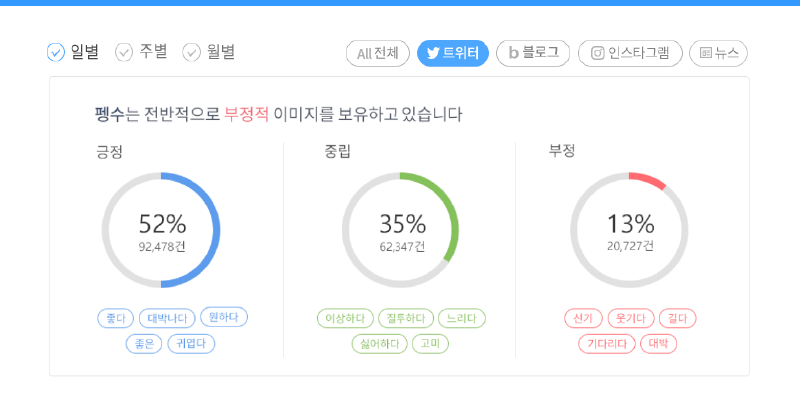 일별 주별 월별 All 전체 트위터 b 블로그 인스타그램 뉴스
펭수는 전반적으로 부정적 이미지를 보유하고 있습니다
긍정 중립 부정
52% 35% 13%
92,478건 62,347건 20,727건
좋다 대박나다 원하다 이상하다 질투하다 느리다 신기 웃기다 길다
좋은 귀엽다 싫어하다 고미 기다리다 대박